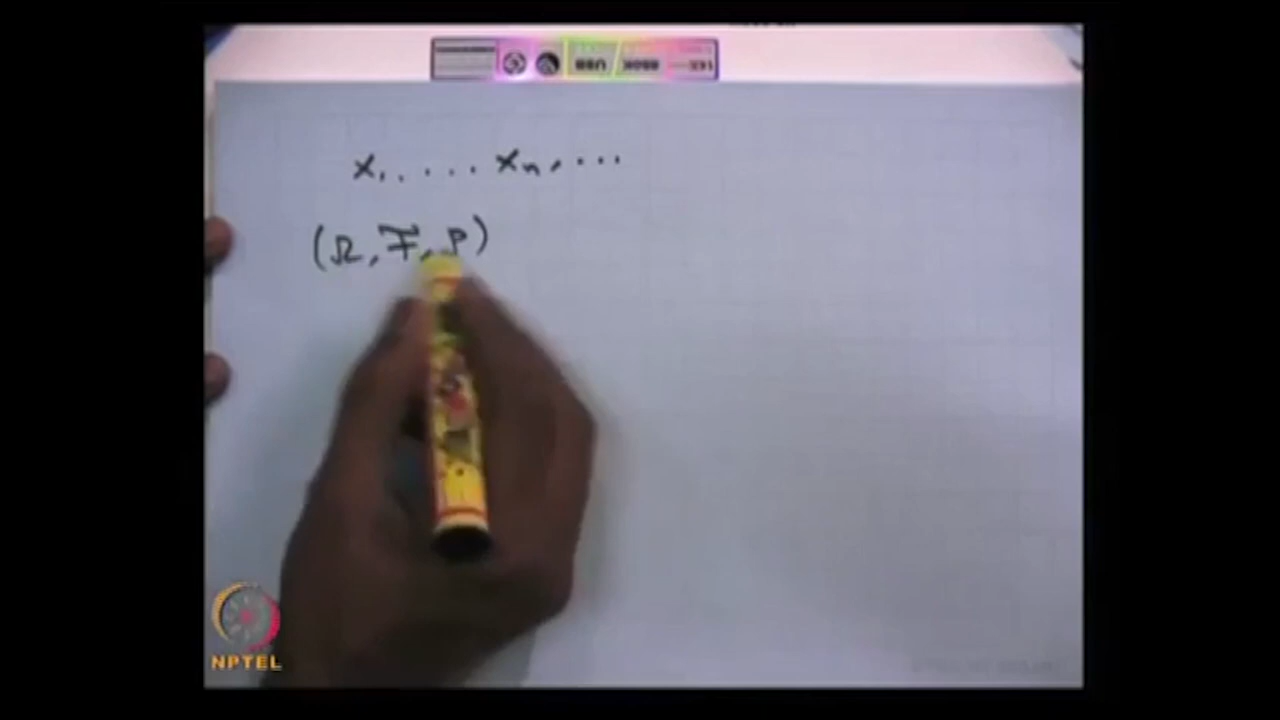 x₁, .... xₙ, ...
(Ω, F, P)
NPTEL